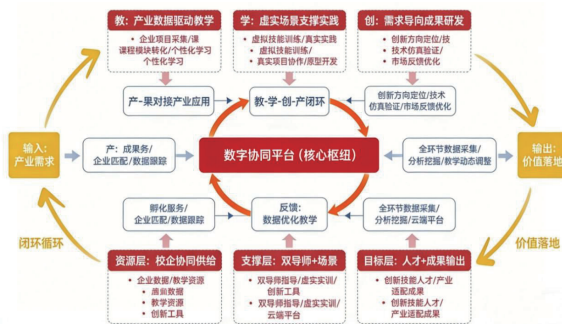 教：产业数据驱动教学
企业项目采集/课
课程模块转化/个性化学习
个性化学习
学：虚实场景支撑实践
虚拟技能训练/真实实践
虚拟技能训练/
真实项目协作/原型开发
创：需求导向成果研发
创新方向定位/技
技术仿真验证/
市场反馈优化
产-果对接产业应用
教-学-创-产闭环
创新方向定位/技术
仿真验证/市场反馈优化
输入：
产业需求
产：成果务/
企业匹配/数据跟踪
数字协同平台（核心枢纽）
全环节数据采集/
分析挖掘/教学动态调整
输出：
价值落地
孵化服务/
企业匹配/数据跟踪
反馈：
数据优化教学
全环节数据采集/
分析挖掘/云端平台
闭环循环
价值落地
资源层：校企协同供给
企业数据/教学资源
数据
教学资源
创新工具
支撑层：双导师+场景
双导师指导/虚实实训/
创新工具
双导师指导/虚实实训/
云端平台
目标层：人才+成果输出
创新技能人才/产业
适配成果
创新技能人才/
产业适配成果